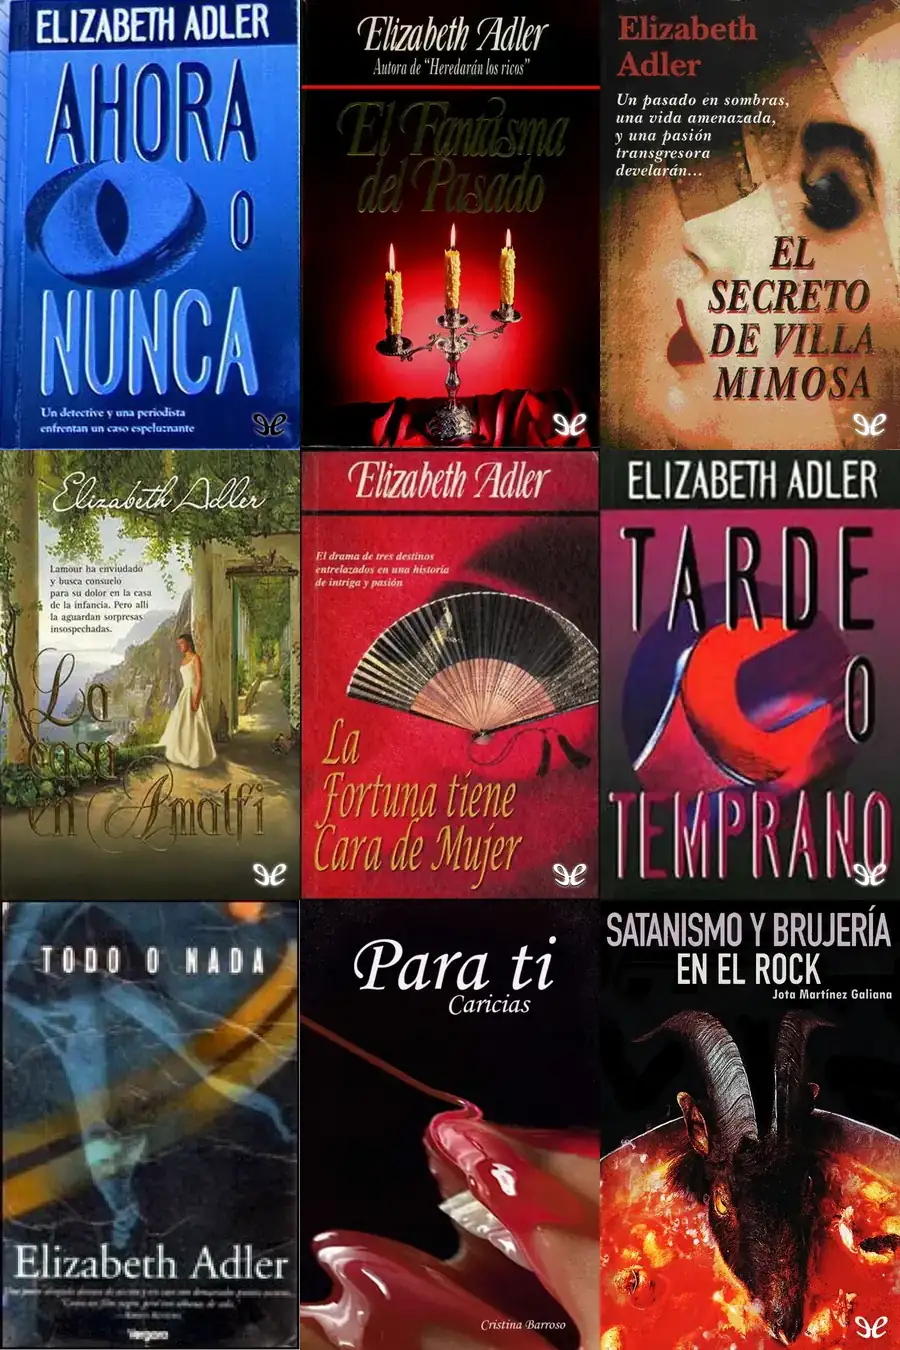 ELIZABETH ADLER
AHORA
O
NUNCA
Un detective y una periodista
enfrentan un caso espeluznante
Elizabeth Adler
Autora de "Heredarán los ricos"
El Fantasma
del Pasado
Elizabeth
Adler
Un pasado en sombras,
una vida amenazada,
y una pasión
transgresora
develarán...
EL
SECRETO
DE VILLA
MIMOSA
Elizabeth Adler
Lamour ha enviudado
y busca consuelo
para su dolor en la casa
de la infancia. Pero allí
la aguardan sorpresas
insospechadas.
La
casa
en Amalfi
Elizabeth Adler
El drama de tres destinos
entrelazados en una historia
de intriga y pasión
La
Fortuna tiene
Cara de Mujer
ELIZABETH ADLER
TARDE
O
TEMPRANO
TODO O NADA
Elizabeth Adler
Vergara
Para ti
Caricias
Cristina Barroso
SATANISMO Y BRUJERÍA
EN EL ROCK
Jota Martínez Galiana